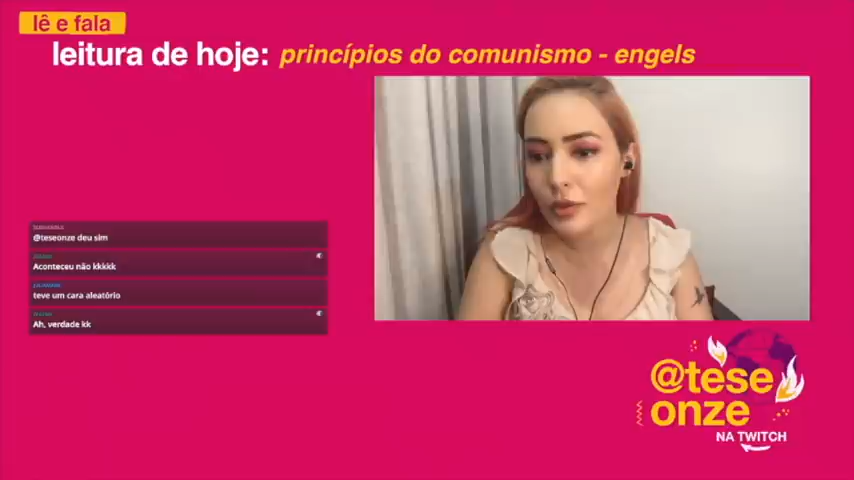 lê e fala
leitura de hoje: princípios do comunismo - engels
@teseonze deu sim
Aconteceu não kkkkk
teve um cara aleatório
Ah, verdade kk
@tese
onze
NA TWITCH